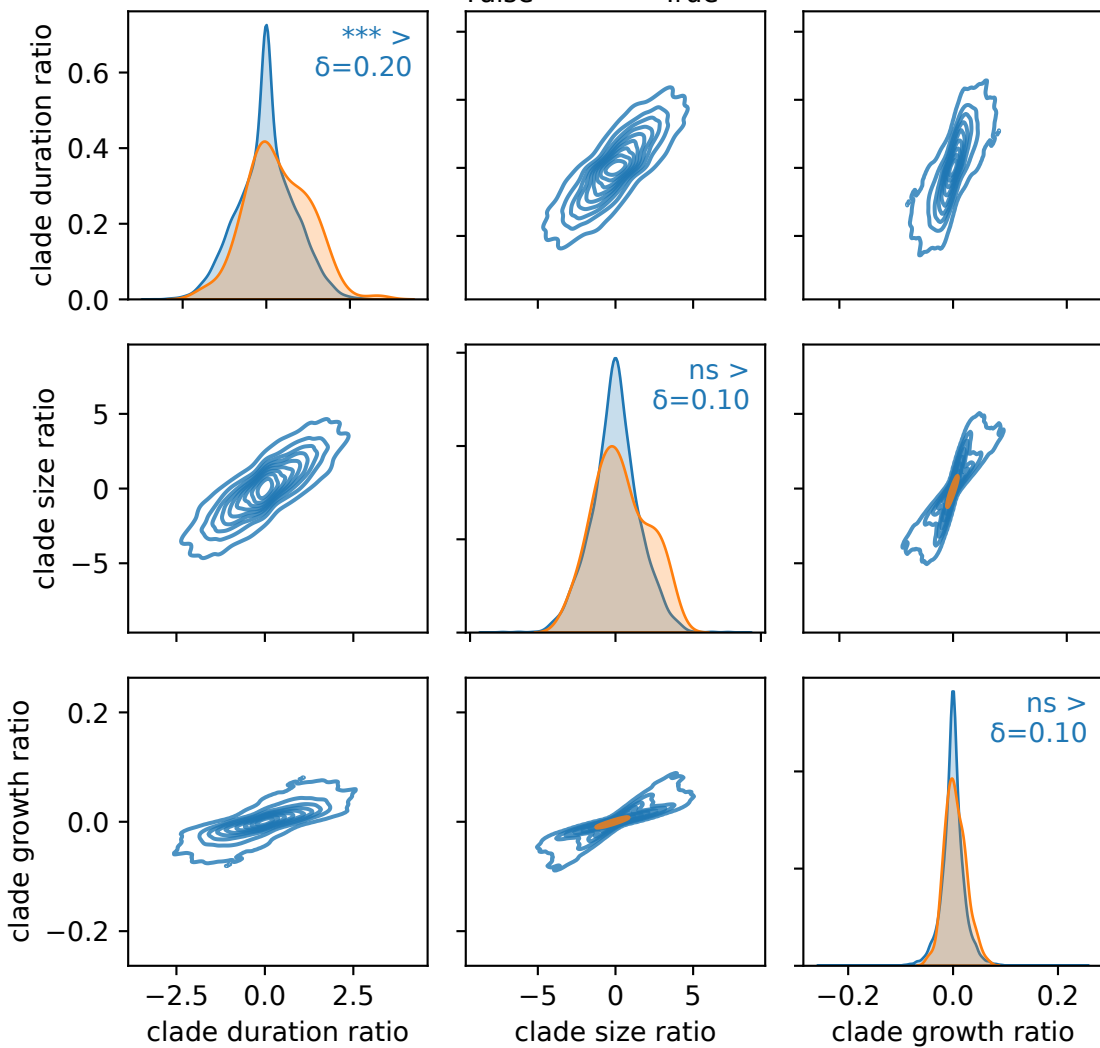 True
clade duration ratio
0.6
0.4
0.2
0.0
*** >
δ=0.20
clade size ratio
5
0
−5
ns >
δ=0.10
clade growth ratio
0.2
0.0
−0.2
ns >
δ=0.10
−2.5 0.0 2.5
−5 0 5
−0.2 0.0 0.2
clade duration ratio
clade size ratio
clade growth ratio